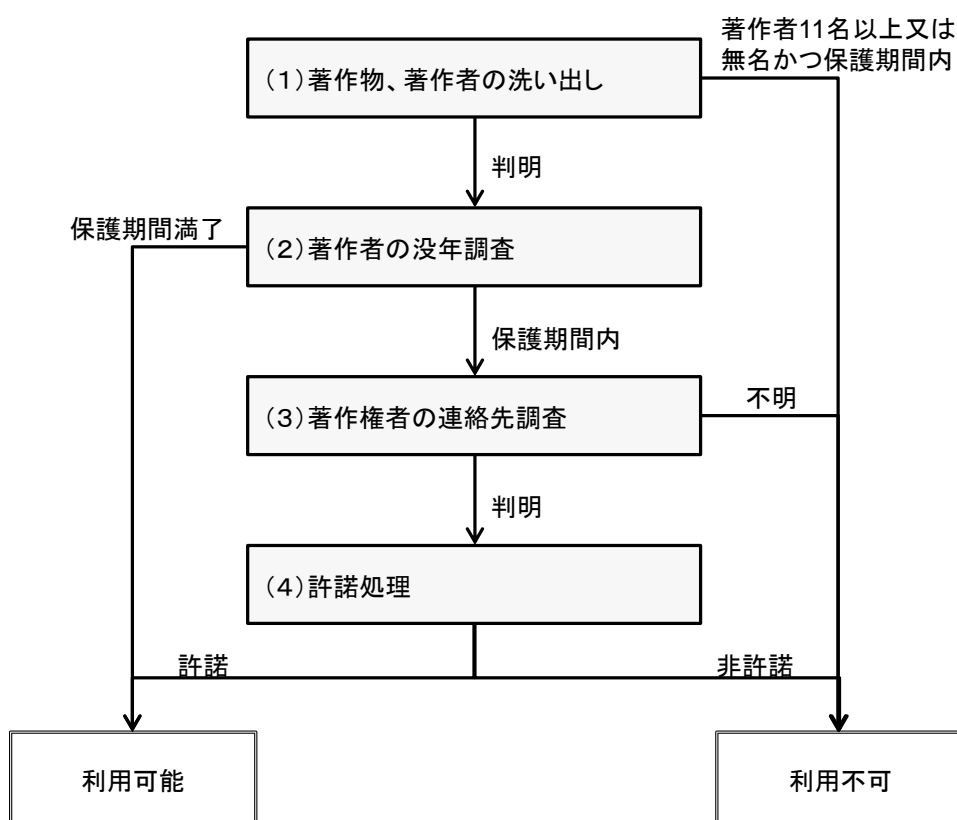 著作者11名以上又は
無名かつ保護期間内
(1)著作物、著作者の洗い出し
判明
保護期間満了
(2)著作者の没年調査
保護期間内
不明
(3)著作権者の連絡先調査
判明
(4)許諾処理
許諾
非許諾
利用可能
利用不可